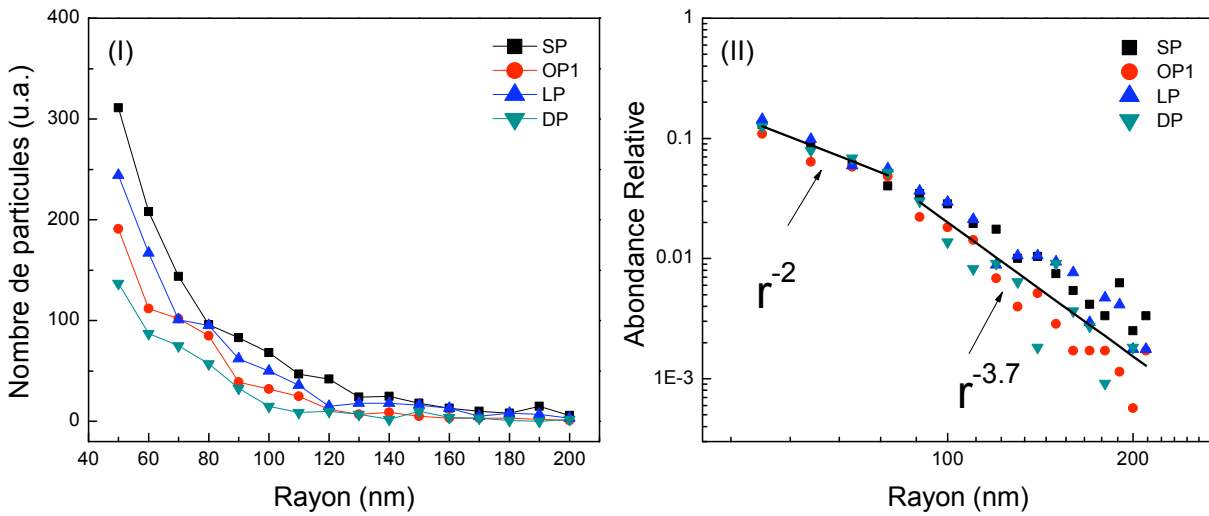 (I)
SP
OP1
LP
DP
Nombre de particules (u.a.)
400
300
200
100
0
40 60 80 100 120 140 160 180 200
Rayon (nm)
(II)
SP
OP1
LP
DP
Abondance Relative
1
0.1
0.01
1E-3
r-2
r-3.7
100 200
Rayon (nm)